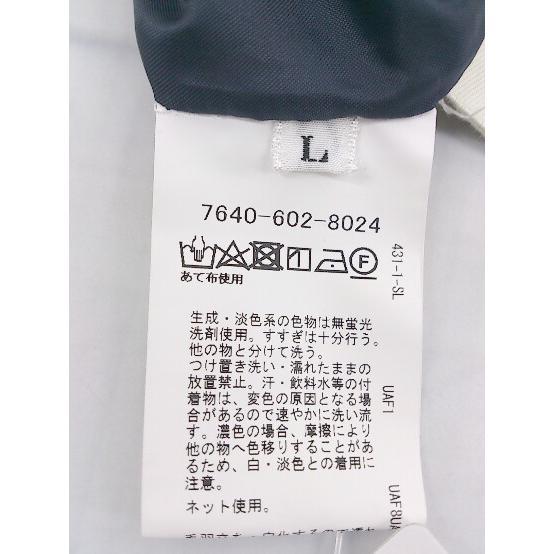 L
7640-602-8024
F
あて布使用
生成・淡色系の色物は無蛍光
洗剤使用。すすぎは十分行う。
他の物と分けて洗う。
つけ置き洗い・濡れたままの
放置禁止。汗・飲料水等の付
着物は、変色の原因となる場
合があるので速やかに洗い流
す。濃色の場合、摩擦により
他の物へ色移りすることがあ
るため、白・淡色との着用に
注意。
ネット使用。
431-1-SL
UAF1